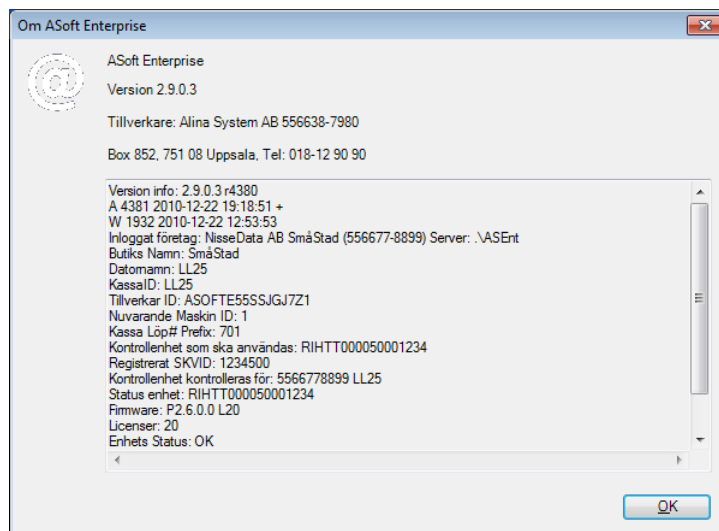 Om ASoft Enterprise
ASoft Enterprise
Version 2.9.0.3
Tillverkare: Alina System AB 556638-7980
Box 852, 751 08 Uppsala, Tel: 018-12 90 90
Version info: 2.9.0.3 r4380
A 4381 2010-12-22 19:18:51 +
W 1932 2010-12-22 12:53:53
Inloggat företag: NisseData AB SmåStad (556677-8899) Server: .\ASEnt
Butiks Namn: SmåStad
Datornamn: LL25
KassaID: LL25
Tillverkar ID: ASOFTE55SSJGJ7Z1
Nuvarande Maskin ID: 1
Kassa Löp# Prefix: 701
Kontrollenhet som ska användas: RIHTT000050001234
Registrerat SKVID: 1234500
Kontrollenhet kontrolleras för: 5566778899 LL25
Status enhet: RIHTT000050001234
Firmware: P2.6.0.0 L20
Licenser: 20
Enhets Status: OK
OK